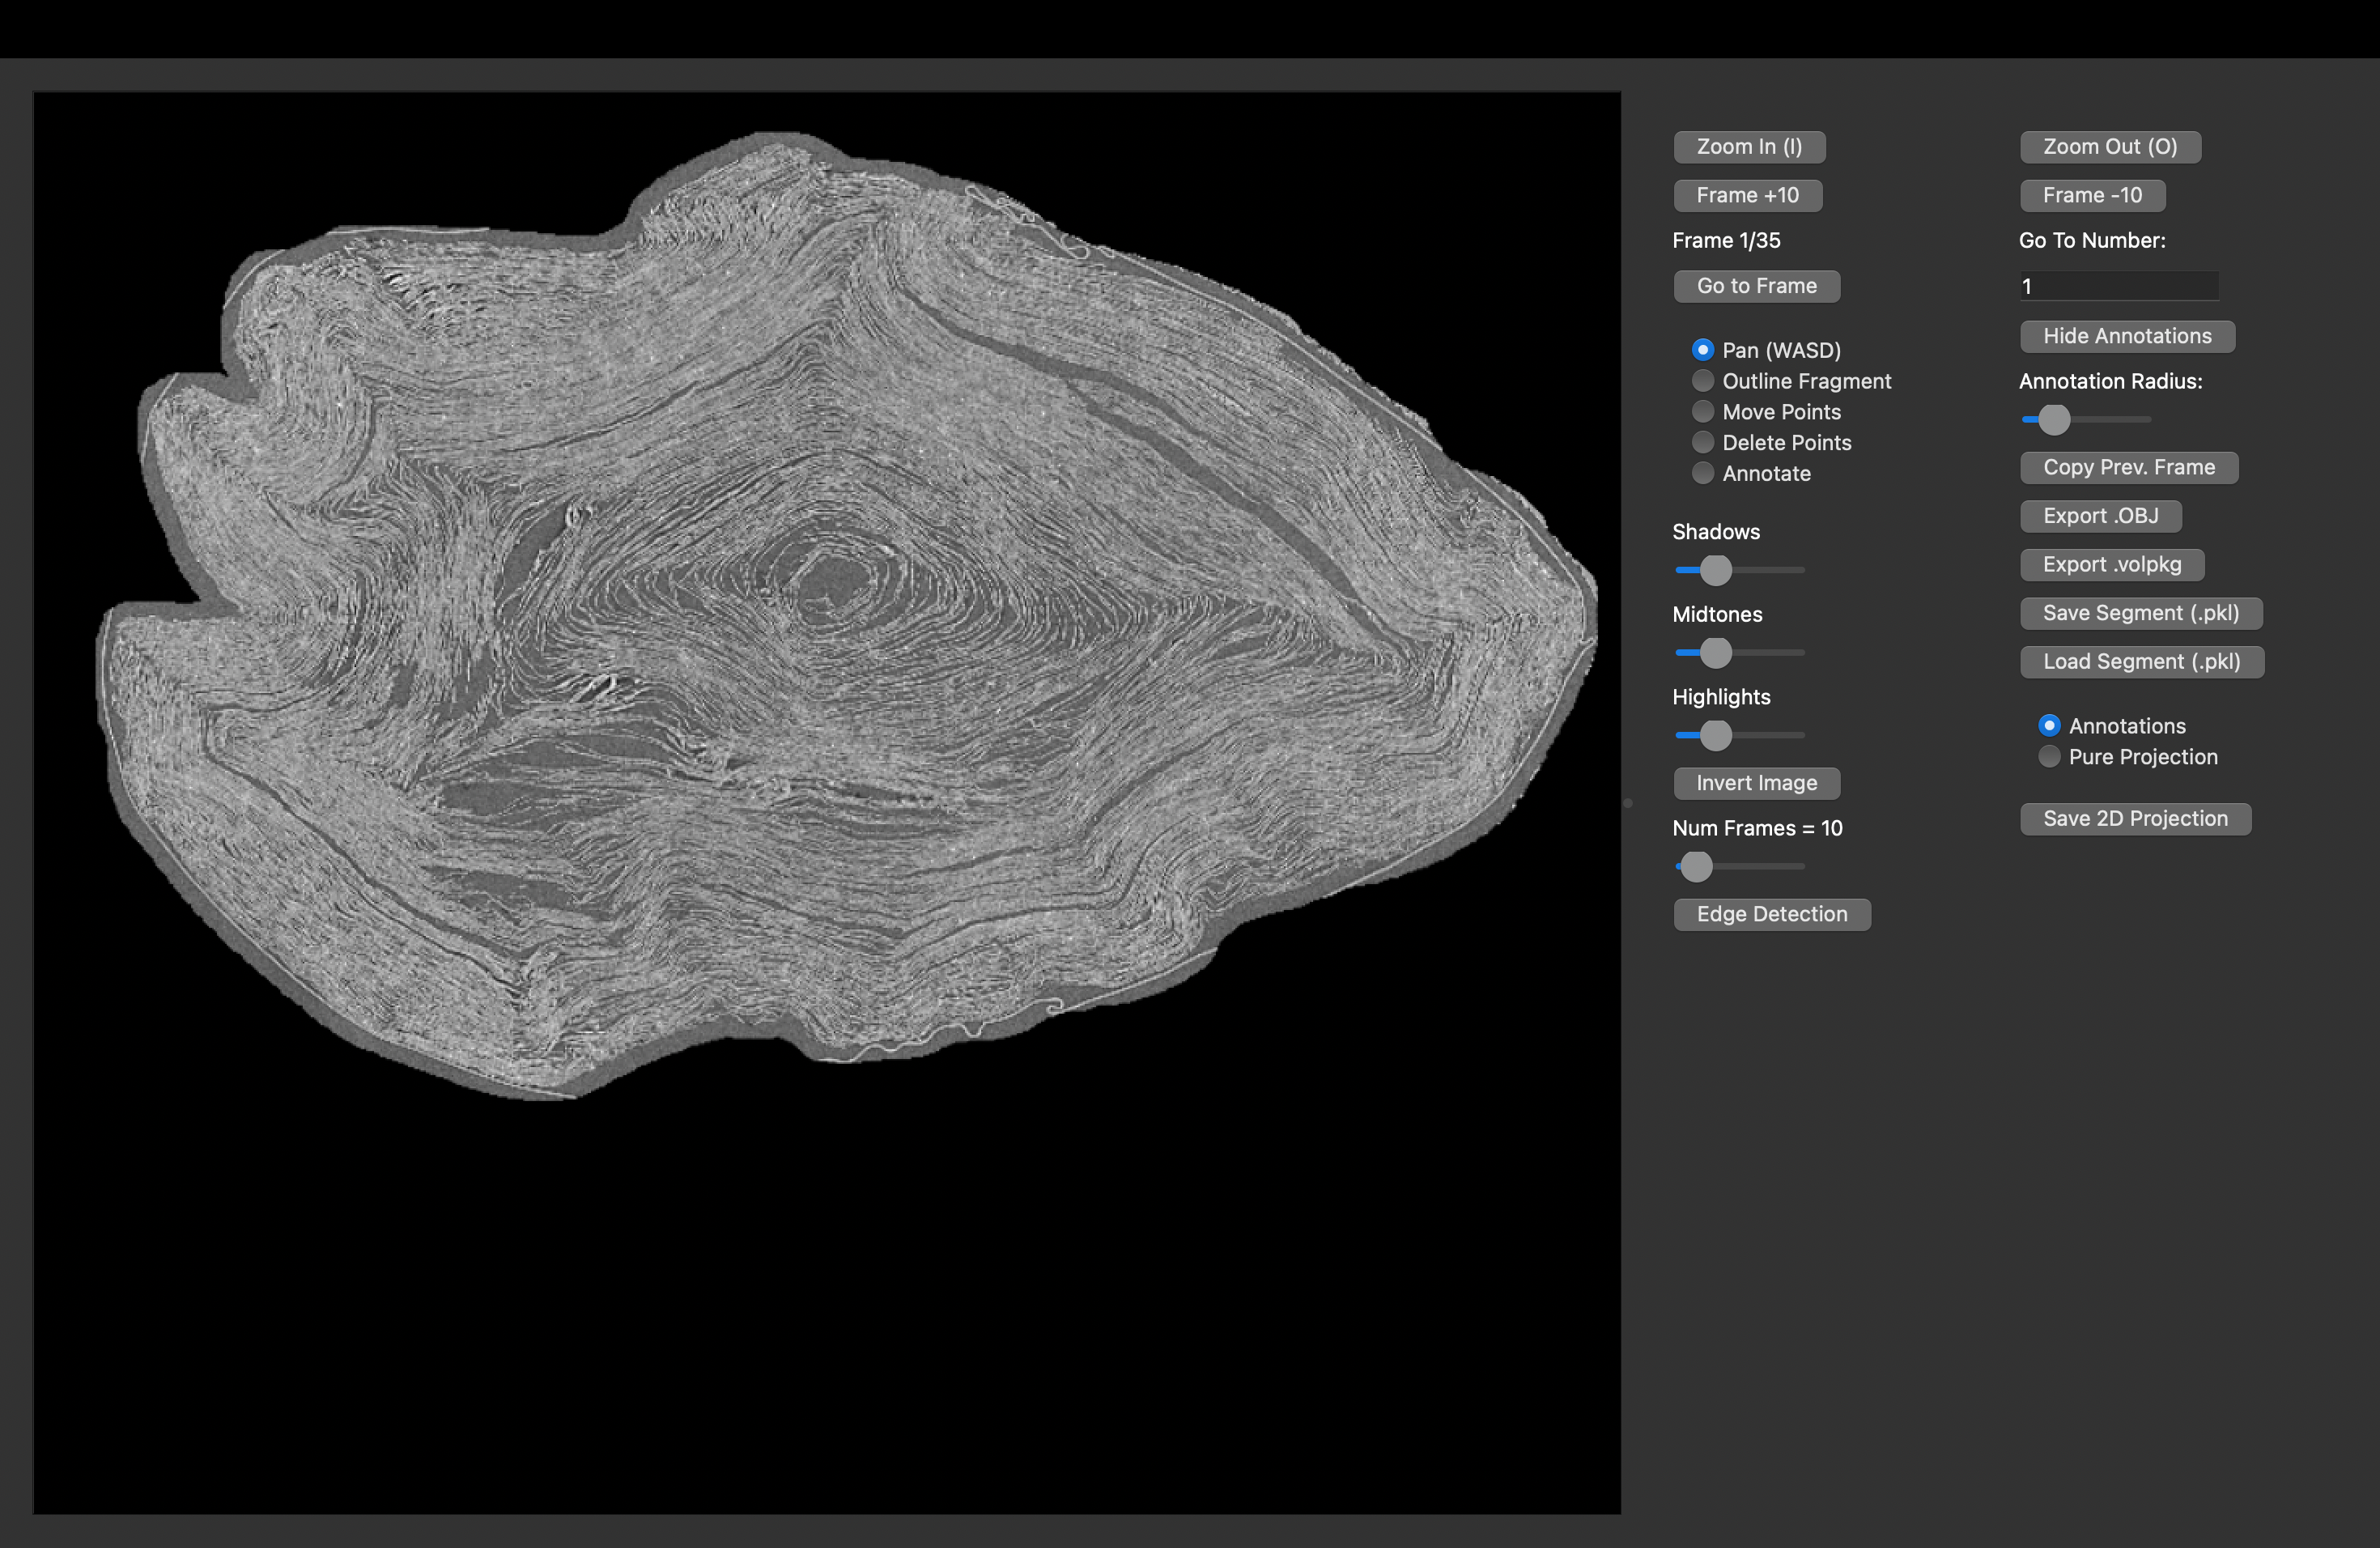 Zoom In (I)
Zoom Out (O)
Frame +10
Frame -10
Frame 1/35
Go To Number:
Go to Frame
1
Hide Annotations
Pan (WASD)
Outline Fragment
Move Points
Delete Points
Annotate
Annotation Radius:
Copy Prev. Frame
Export .OBJ
Export .volpkg
Save Segment (.pkl)
Load Segment (.pkl)
Shadows
Midtones
Highlights
Invert Image
Num Frames = 10
Edge Detection
Annotations
Pure Projection
Save 2D Projection